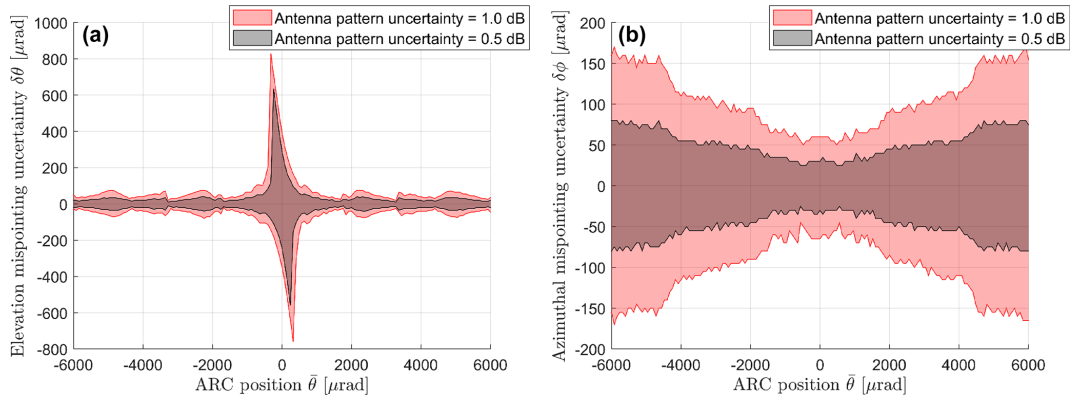 (a)
Antenna pattern uncertainty = 1.0 dB
Antenna pattern uncertainty = 0.5 dB
Elevation mispointing uncertainty δθ [μrad]
1000
800
600
400
200
0
-200
-400
-600
-800
-6000 -4000 -2000 0 2000 4000 6000
ARC position θ̄ [μrad]
(b)
Antenna pattern uncertainty = 1.0 dB
Antenna pattern uncertainty = 0.5 dB
Azimuthal mispointing uncertainty δϕ [μrad]
200
150
100
50
0
-50
-100
-150
-200
-6000 -4000 -2000 0 2000 4000 6000
ARC position θ̄ [μrad]